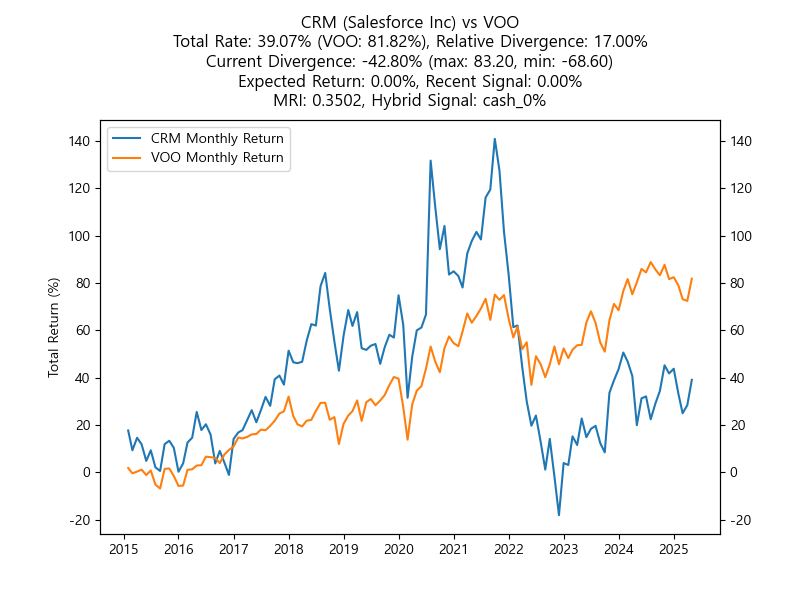 CRM (Salesforce Inc) vs VOO
Total Rate: 39.07% (VOO: 81.82%), Relative Divergence: 17.00%
Current Divergence: -42.80% (max: 83.20, min: -68.60)
Expected Return: 0.00%, Recent Signal: 0.00%
MRI: 0.3502, Hybrid Signal: cash_0%
CRM Monthly Return
VOO Monthly Return
Total Return (%)
140
120
100
80
60
40
20
0
-20
140
120
100
80
60
40
20
0
-20
2015 2016 2017 2018 2019 2020 2021 2022 2023 2024 2025